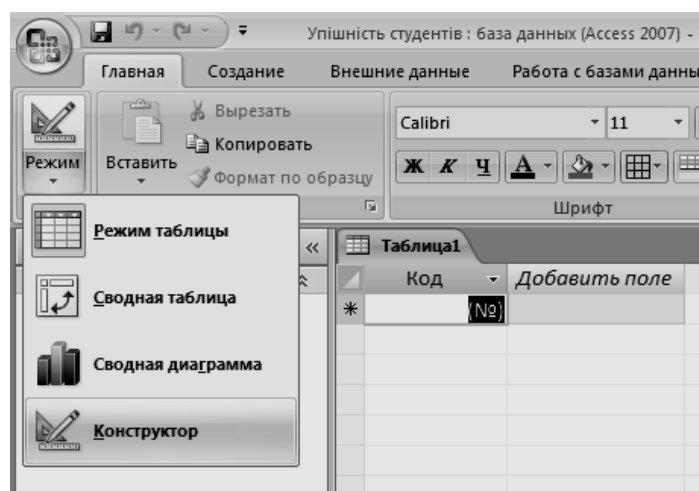 Упішність студентів : база данных (Access 2007) -
Главная Создание Внешние данные Работа с базами данны
Режим
Вставить
Вырезать
Копировать
Формат по образцу
Calibri 11
Ж К Ч A
Шрифт
Режим таблицы
Сводная таблица
Сводная диаграмма
Конструктор
« Таблица1
Код Добавить поле
* (№)